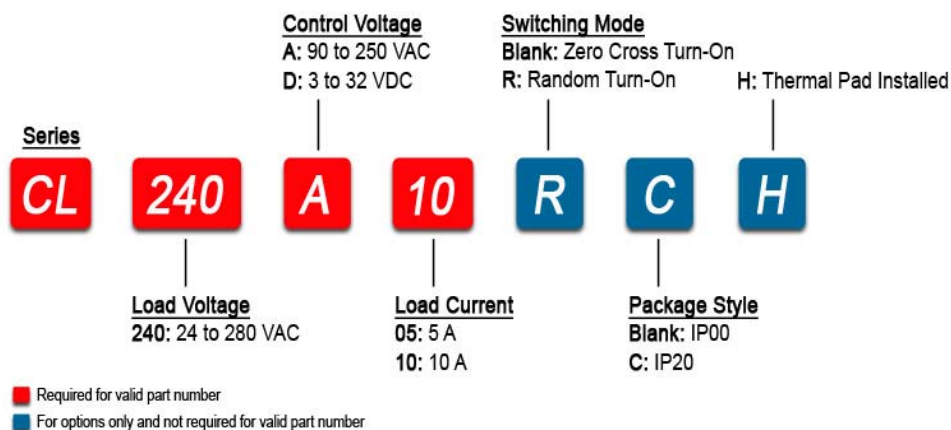 Control Voltage
A: 90 to 250 VAC
D: 3 to 32 VDC
Switching Mode
Blank: Zero Cross Turn-On
R: Random Turn-On
H: Thermal Pad Installed
Series
CL 240 A 10 R C H
Load Voltage
240: 24 to 280 VAC
Load Current
05: 5 A
10: 10 A
Package Style
Blank: IP00
C: IP20
Required for valid part number
For options only and not required for valid part number